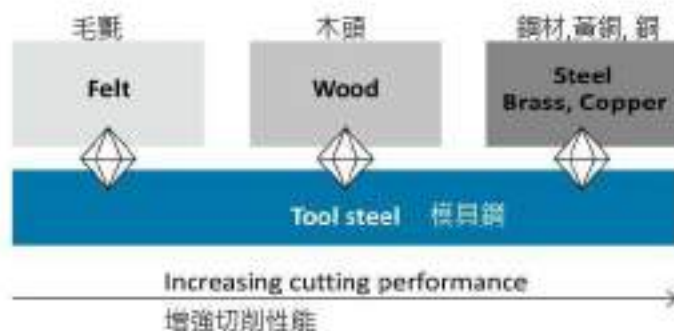 毛氈
木頭
鋼材,黃銅, 銅
Felt
Wood
Steel
Brass, Copper
Tool steel 模具鋼
Increasing cutting performance
增強切削性能